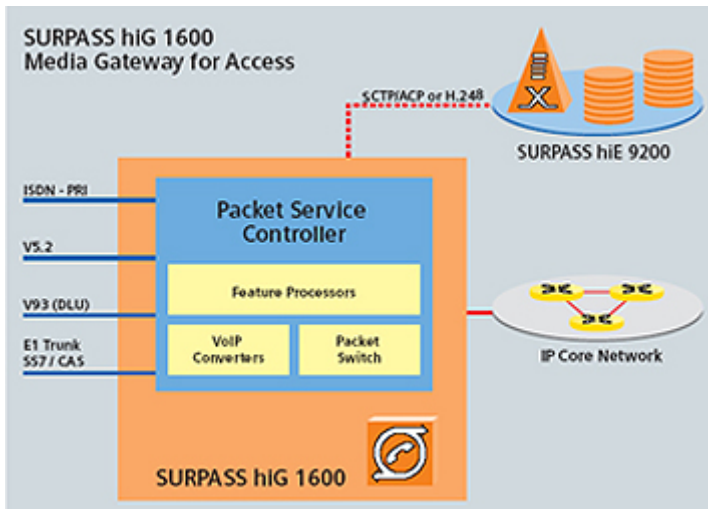 SURPASS hiG 1600
Media Gateway for Access
SCTP/ACP or H.248
SURPASS hiE 9200
ISDN - PRI
V5.2
V93 (DLU)
E1 Trunk
SS7 / CAS
Packet Service
Controller
Feature Processors
VoIP
Converters
Packet
Switch
IP Core Network
SURPASS hiG 1600